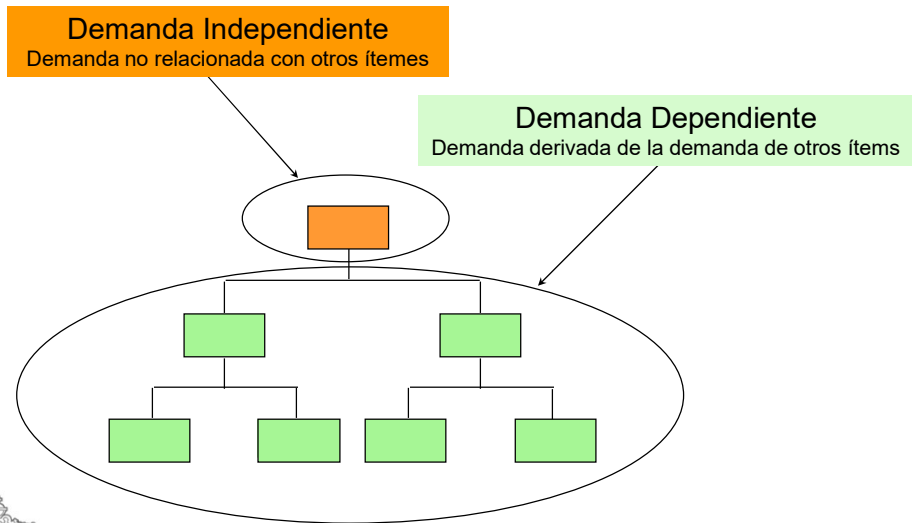 Demanda Independiente
Demanda no relacionada con otros ítemes
Demanda Dependiente
Demanda derivada de la demanda de otros ítems